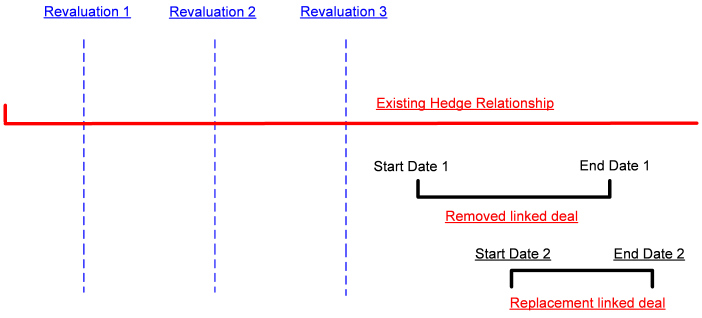 Revaluation 1
Revaluation 2
Revaluation 3
Existing Hedge Relationship
Start Date 1
End Date 1
Removed linked deal
Start Date 2
End Date 2
Replacement linked deal